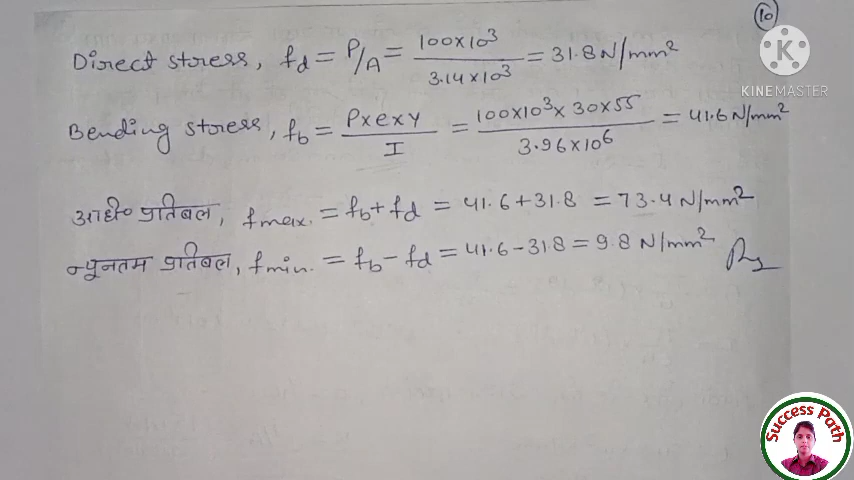 10
Direct stress, fd = P/A = 100×10³ / 3.14×10³ = 31.8 N/mm²
KINEMASTER
Bending stress, fb = P×e×y / I = 100×10³×30×55 / 3.96×10⁶ = 41.6 N/mm²
आधी॰ प्रतिबल, fmax. = fb + fd = 41.6 + 31.8 = 73.4 N/mm²
न्यूनतम प्रतिबल, fmin. = fb - fd = 41.6 - 31.8 = 9.8 N/mm²
Success Path